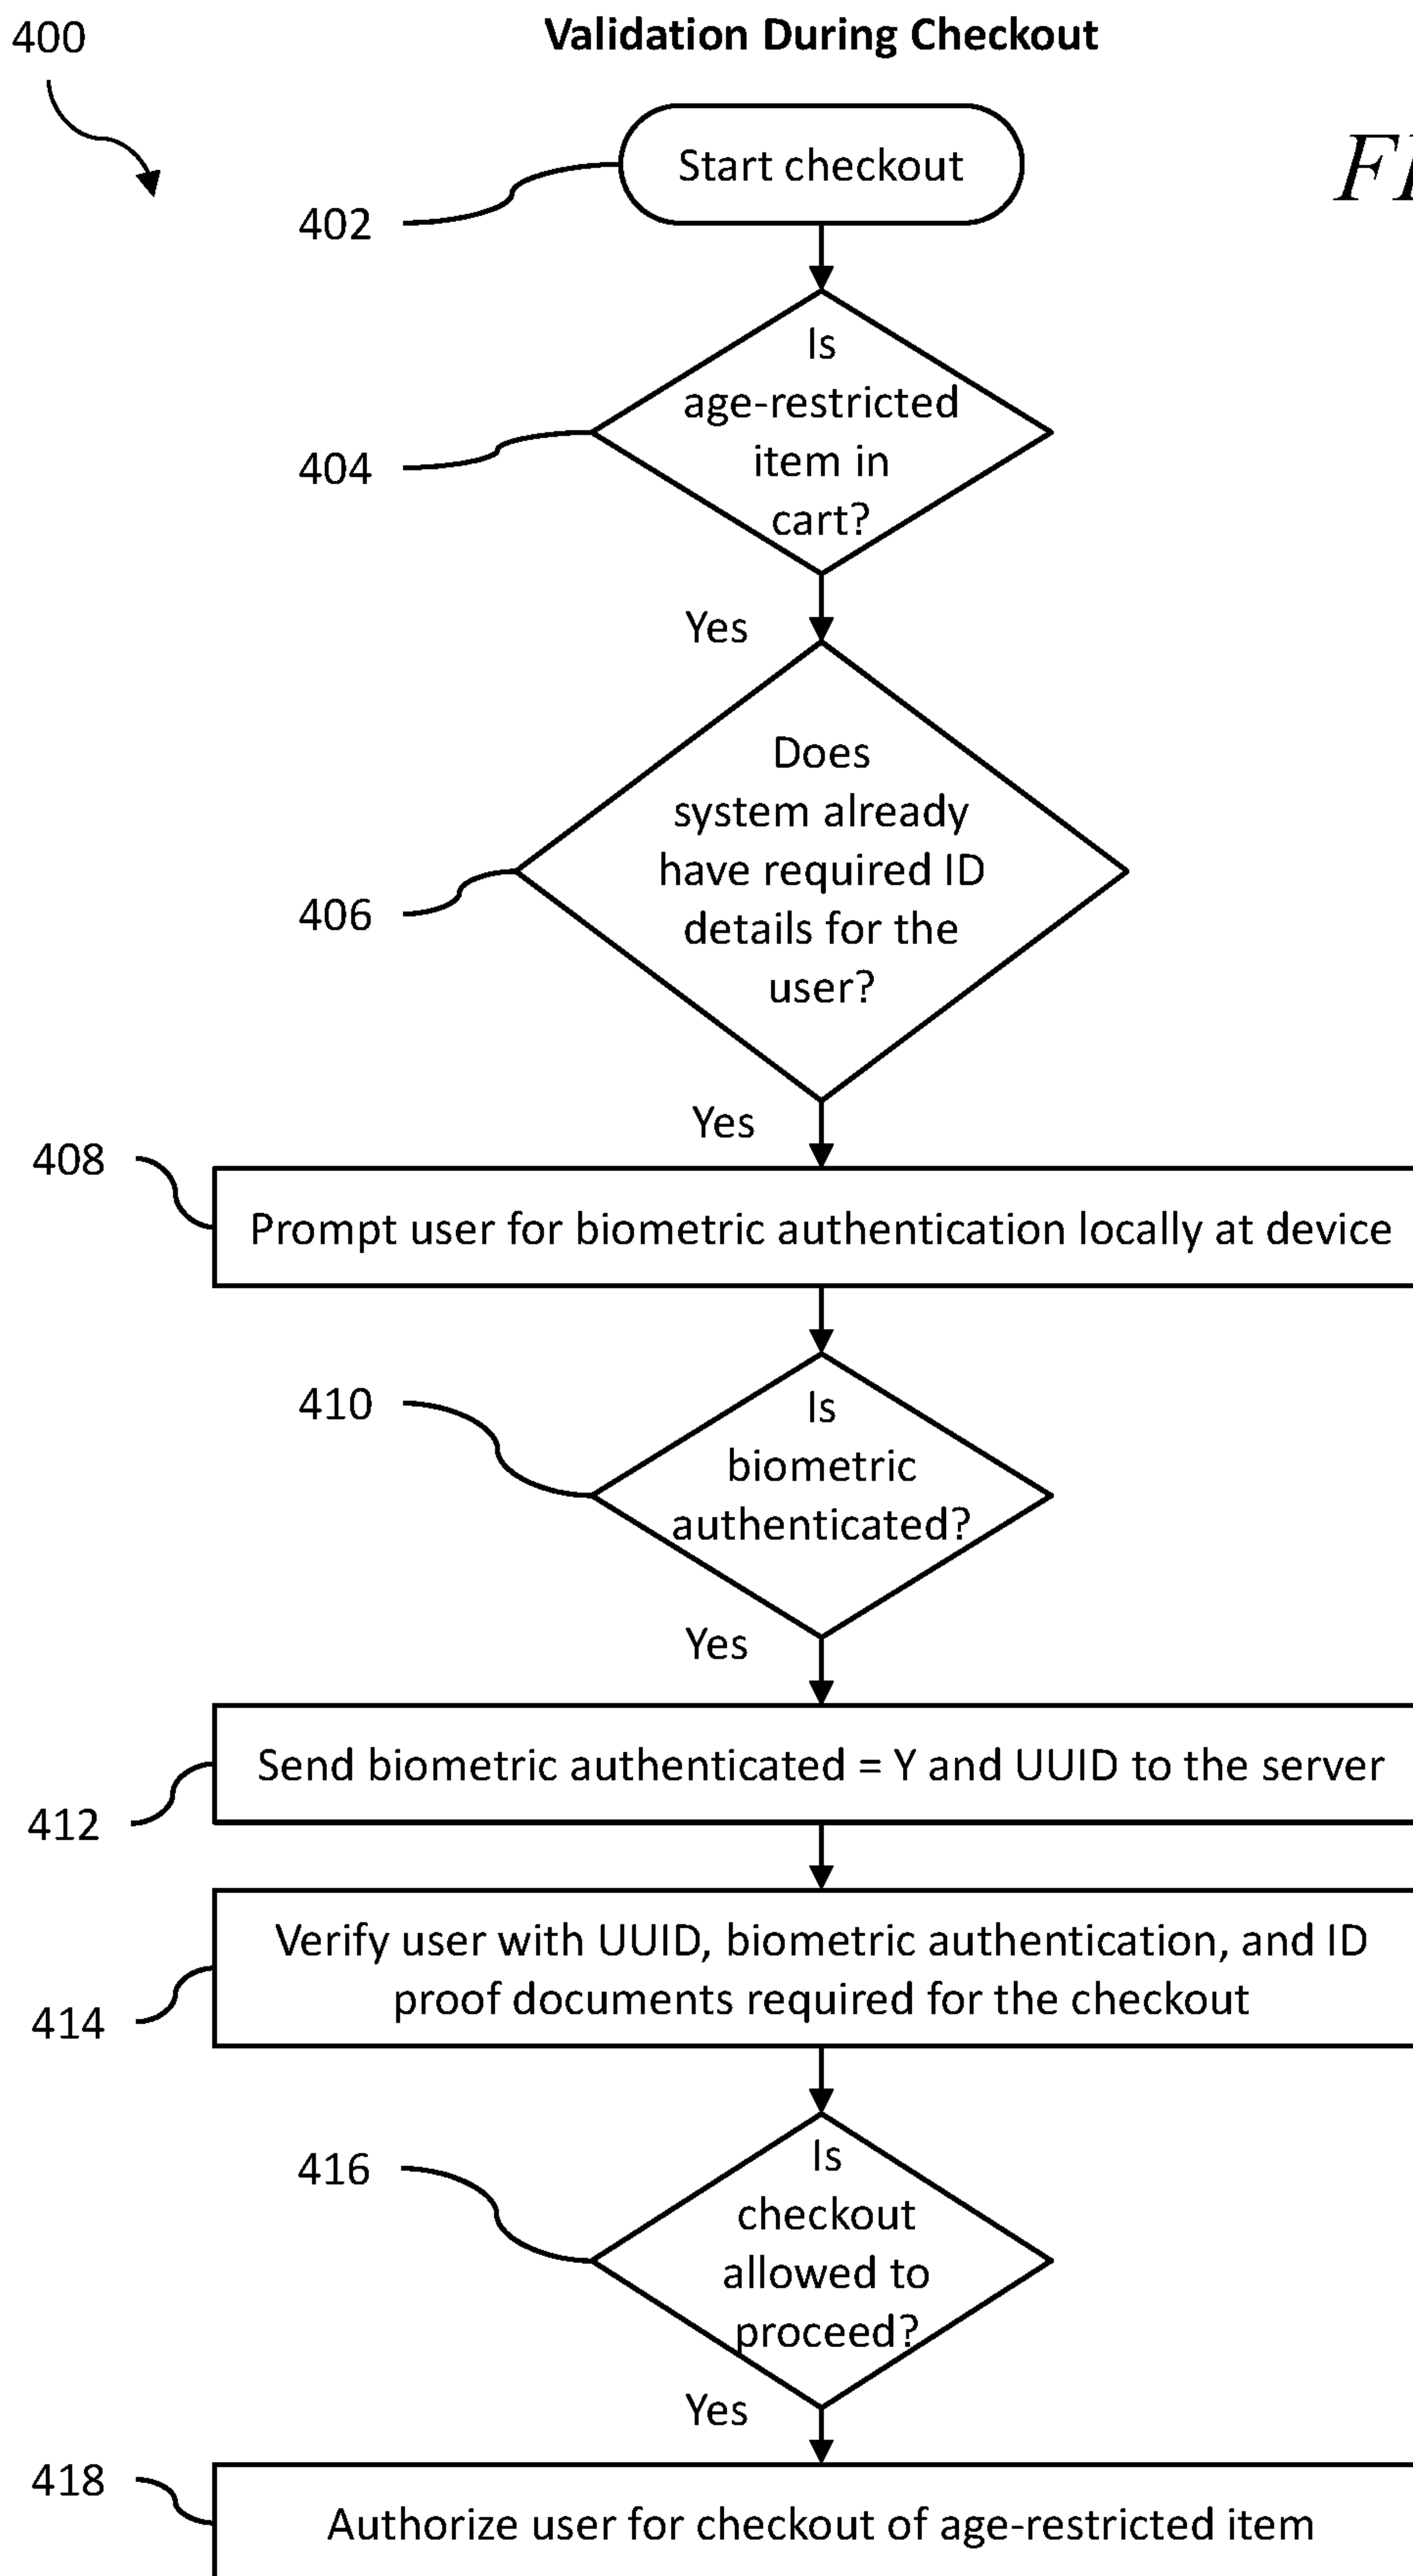 400
Validation During Checkout
Start checkout
402
Is
age-restricted
item in
cart?
404
Yes
Does
system already
have required ID
details for the
user?
406
Yes
408
Prompt user for biometric authentication locally at device
410
Is
biometric
authenticated?
Yes
Send biometric authenticated = Y and UUID to the server
412
Verify user with UUID, biometric authentication, and ID
proof documents required for the checkout
414
416
Is
checkout
allowed to
proceed?
Yes
418
Authorize user for checkout of age-restricted item